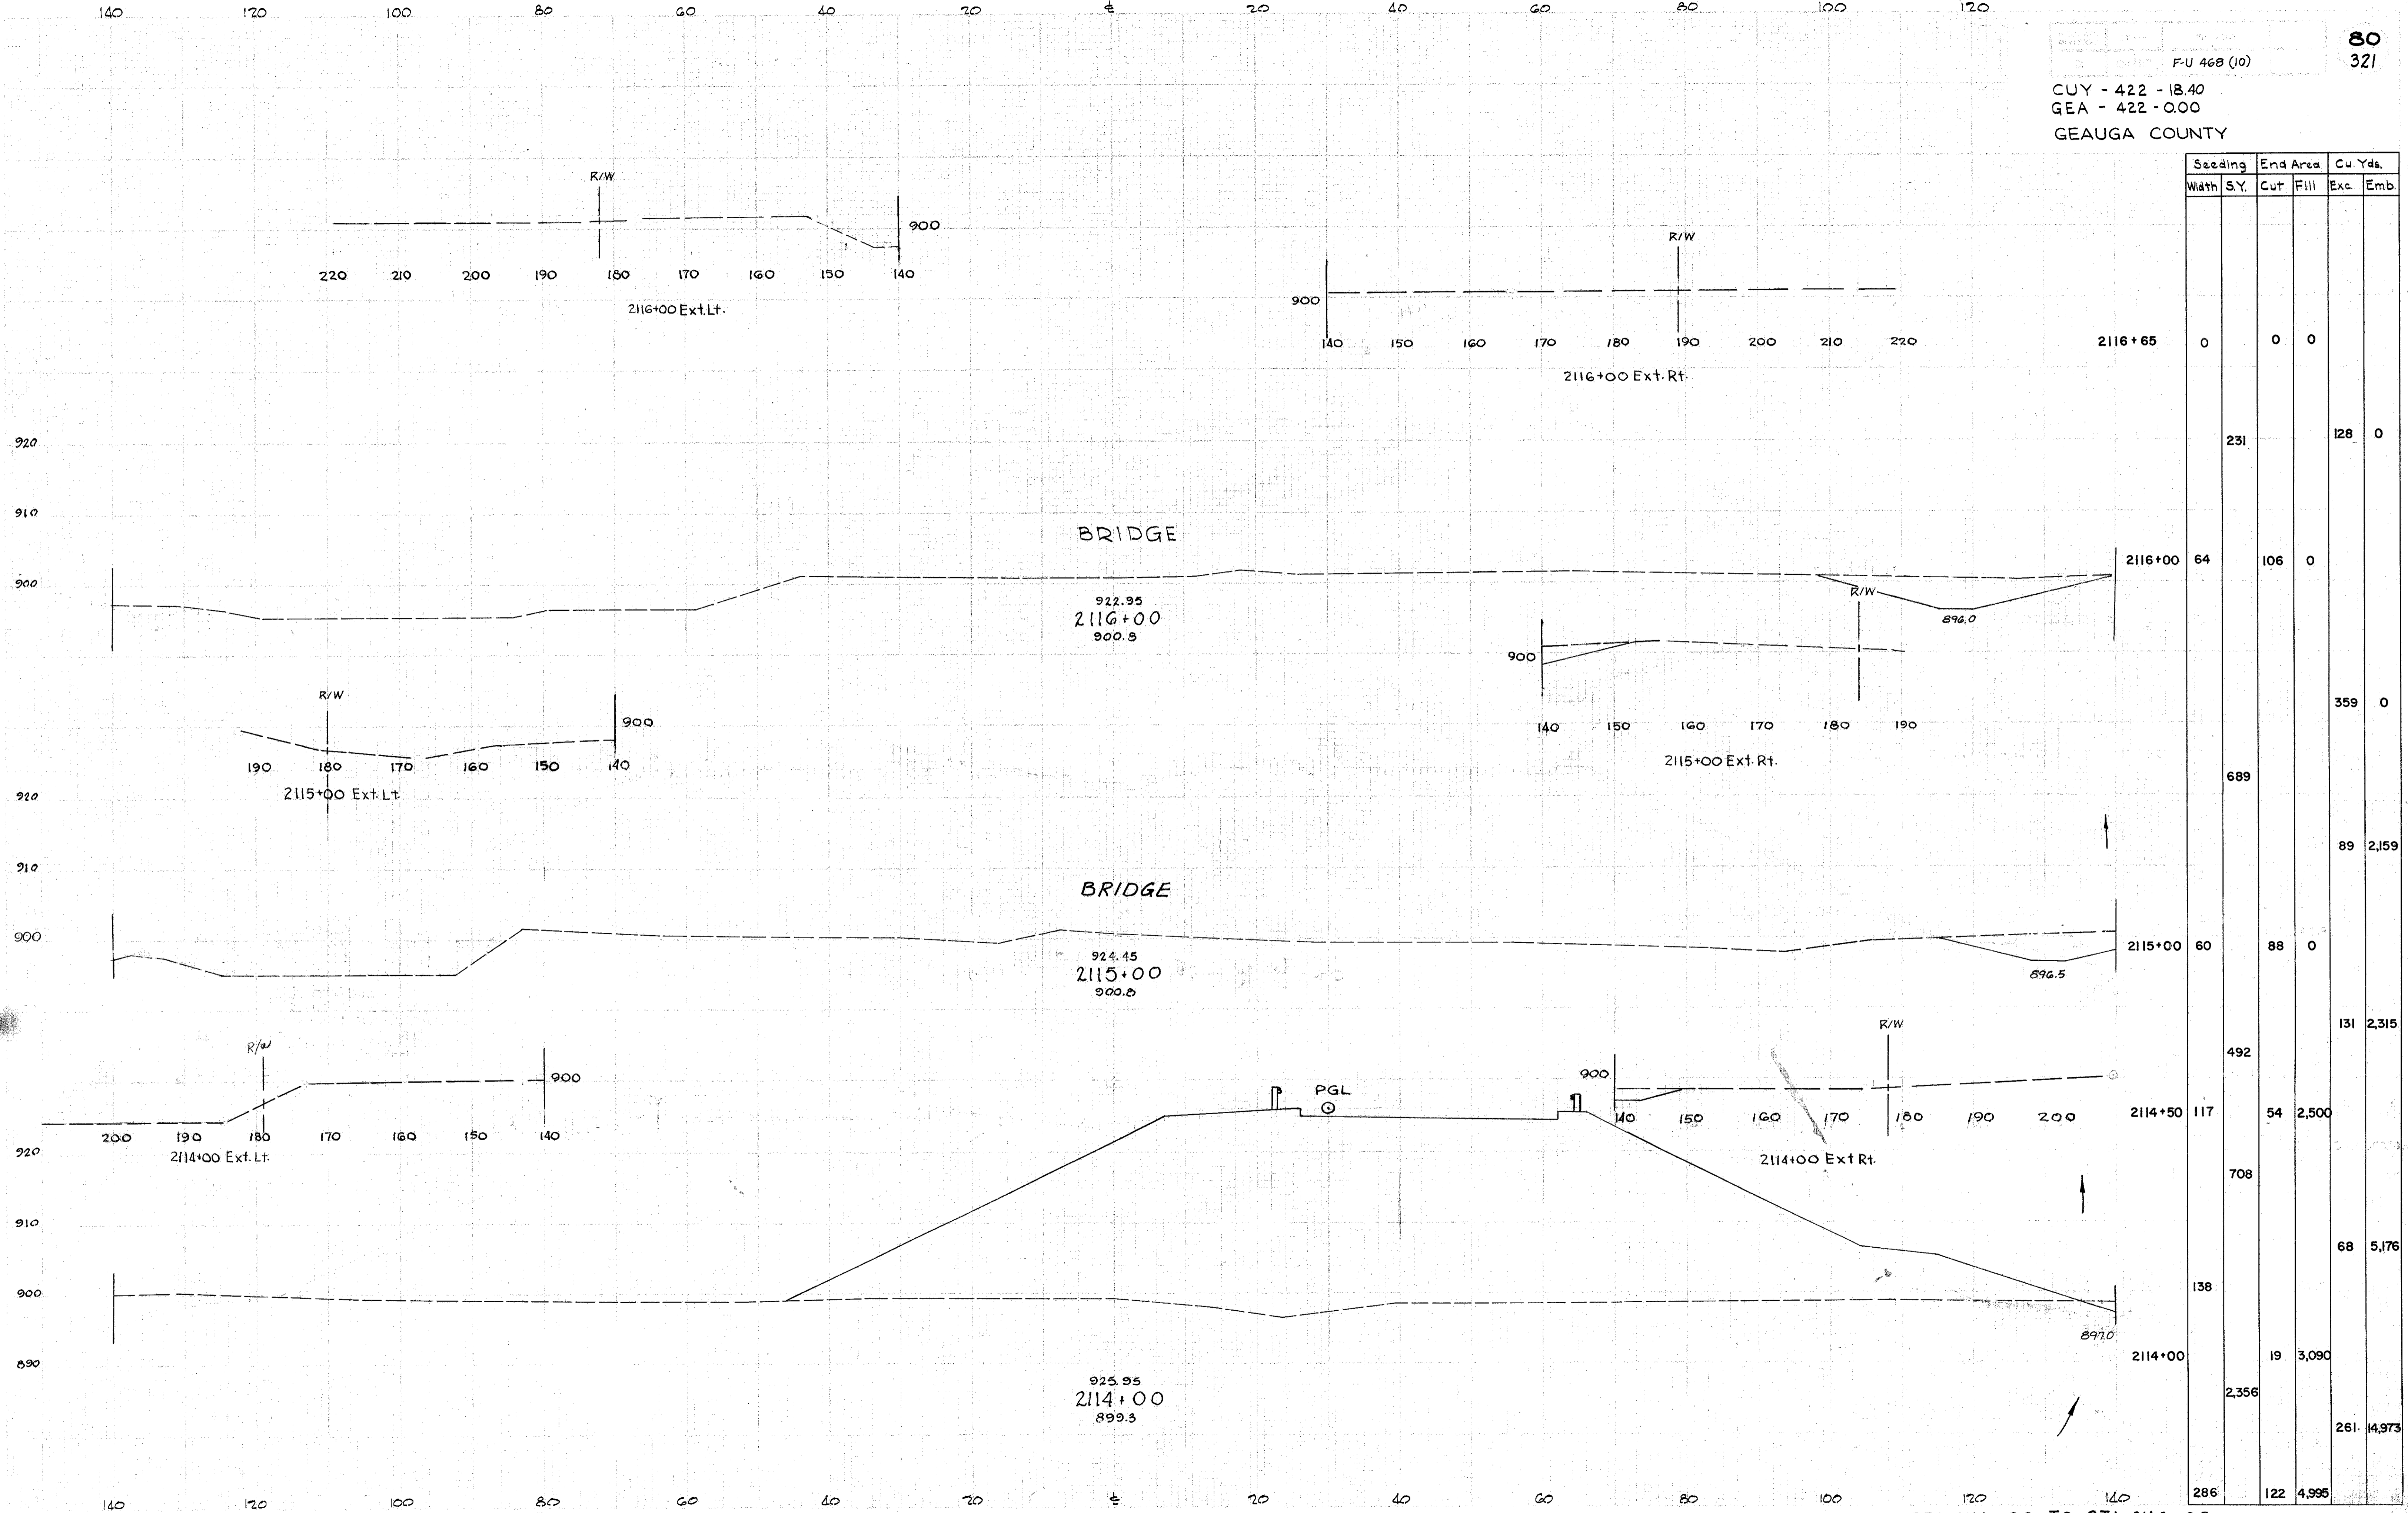 140 120 100 80 60 40 20 ℄ 20 40 60 80 100 120
80
F-U 468 (10)
321
CUY - 422 - 18.40
GEA - 422 - 0.00
GEAUGA COUNTY
Seeding End Area Cu. Yds.
Width S.Y. Cut Fill Exc. Emb.
R/W
900
220 210 200 190 180 170 160 150 140
2116+00 Ext. Lt.
R/W
900
140 150 160 170 180 190 200 210 220
2116+00 Ext. Rt.
2116+65 0 0 0
920
231 128 0
910
BRIDGE
900
2116+00 64 106 0
922.95
2116+00
900.8
R/W
896.0
900
R/W
900
359 0
140 150 160 170 180 190
2115+00 Ext. Rt.
190 180 170 160 150 140
2115+00 Ext. Lt.
689
920
89 2,159
910
BRIDGE
900
2115+00 60 88 0
924.45
2115+00
900.8
896.5
131 2,315
R/W
R/W
492
900
900
PGL
140 150 160 170 180 190 200
2114+50 117 54 2,500
200 190 180 170 160 150 140
2114+00 Ext. Lt.
920
2114+00 Ext Rt.
708
910
68 5,176
900
138
897.0
890
2114+00 19 3,090
925.95
2114+00
899.3
2,356
261 14,973
286 122 4,995
140 120 100 80 60 40 20 ℄ 20 40 60 80 100 120 140